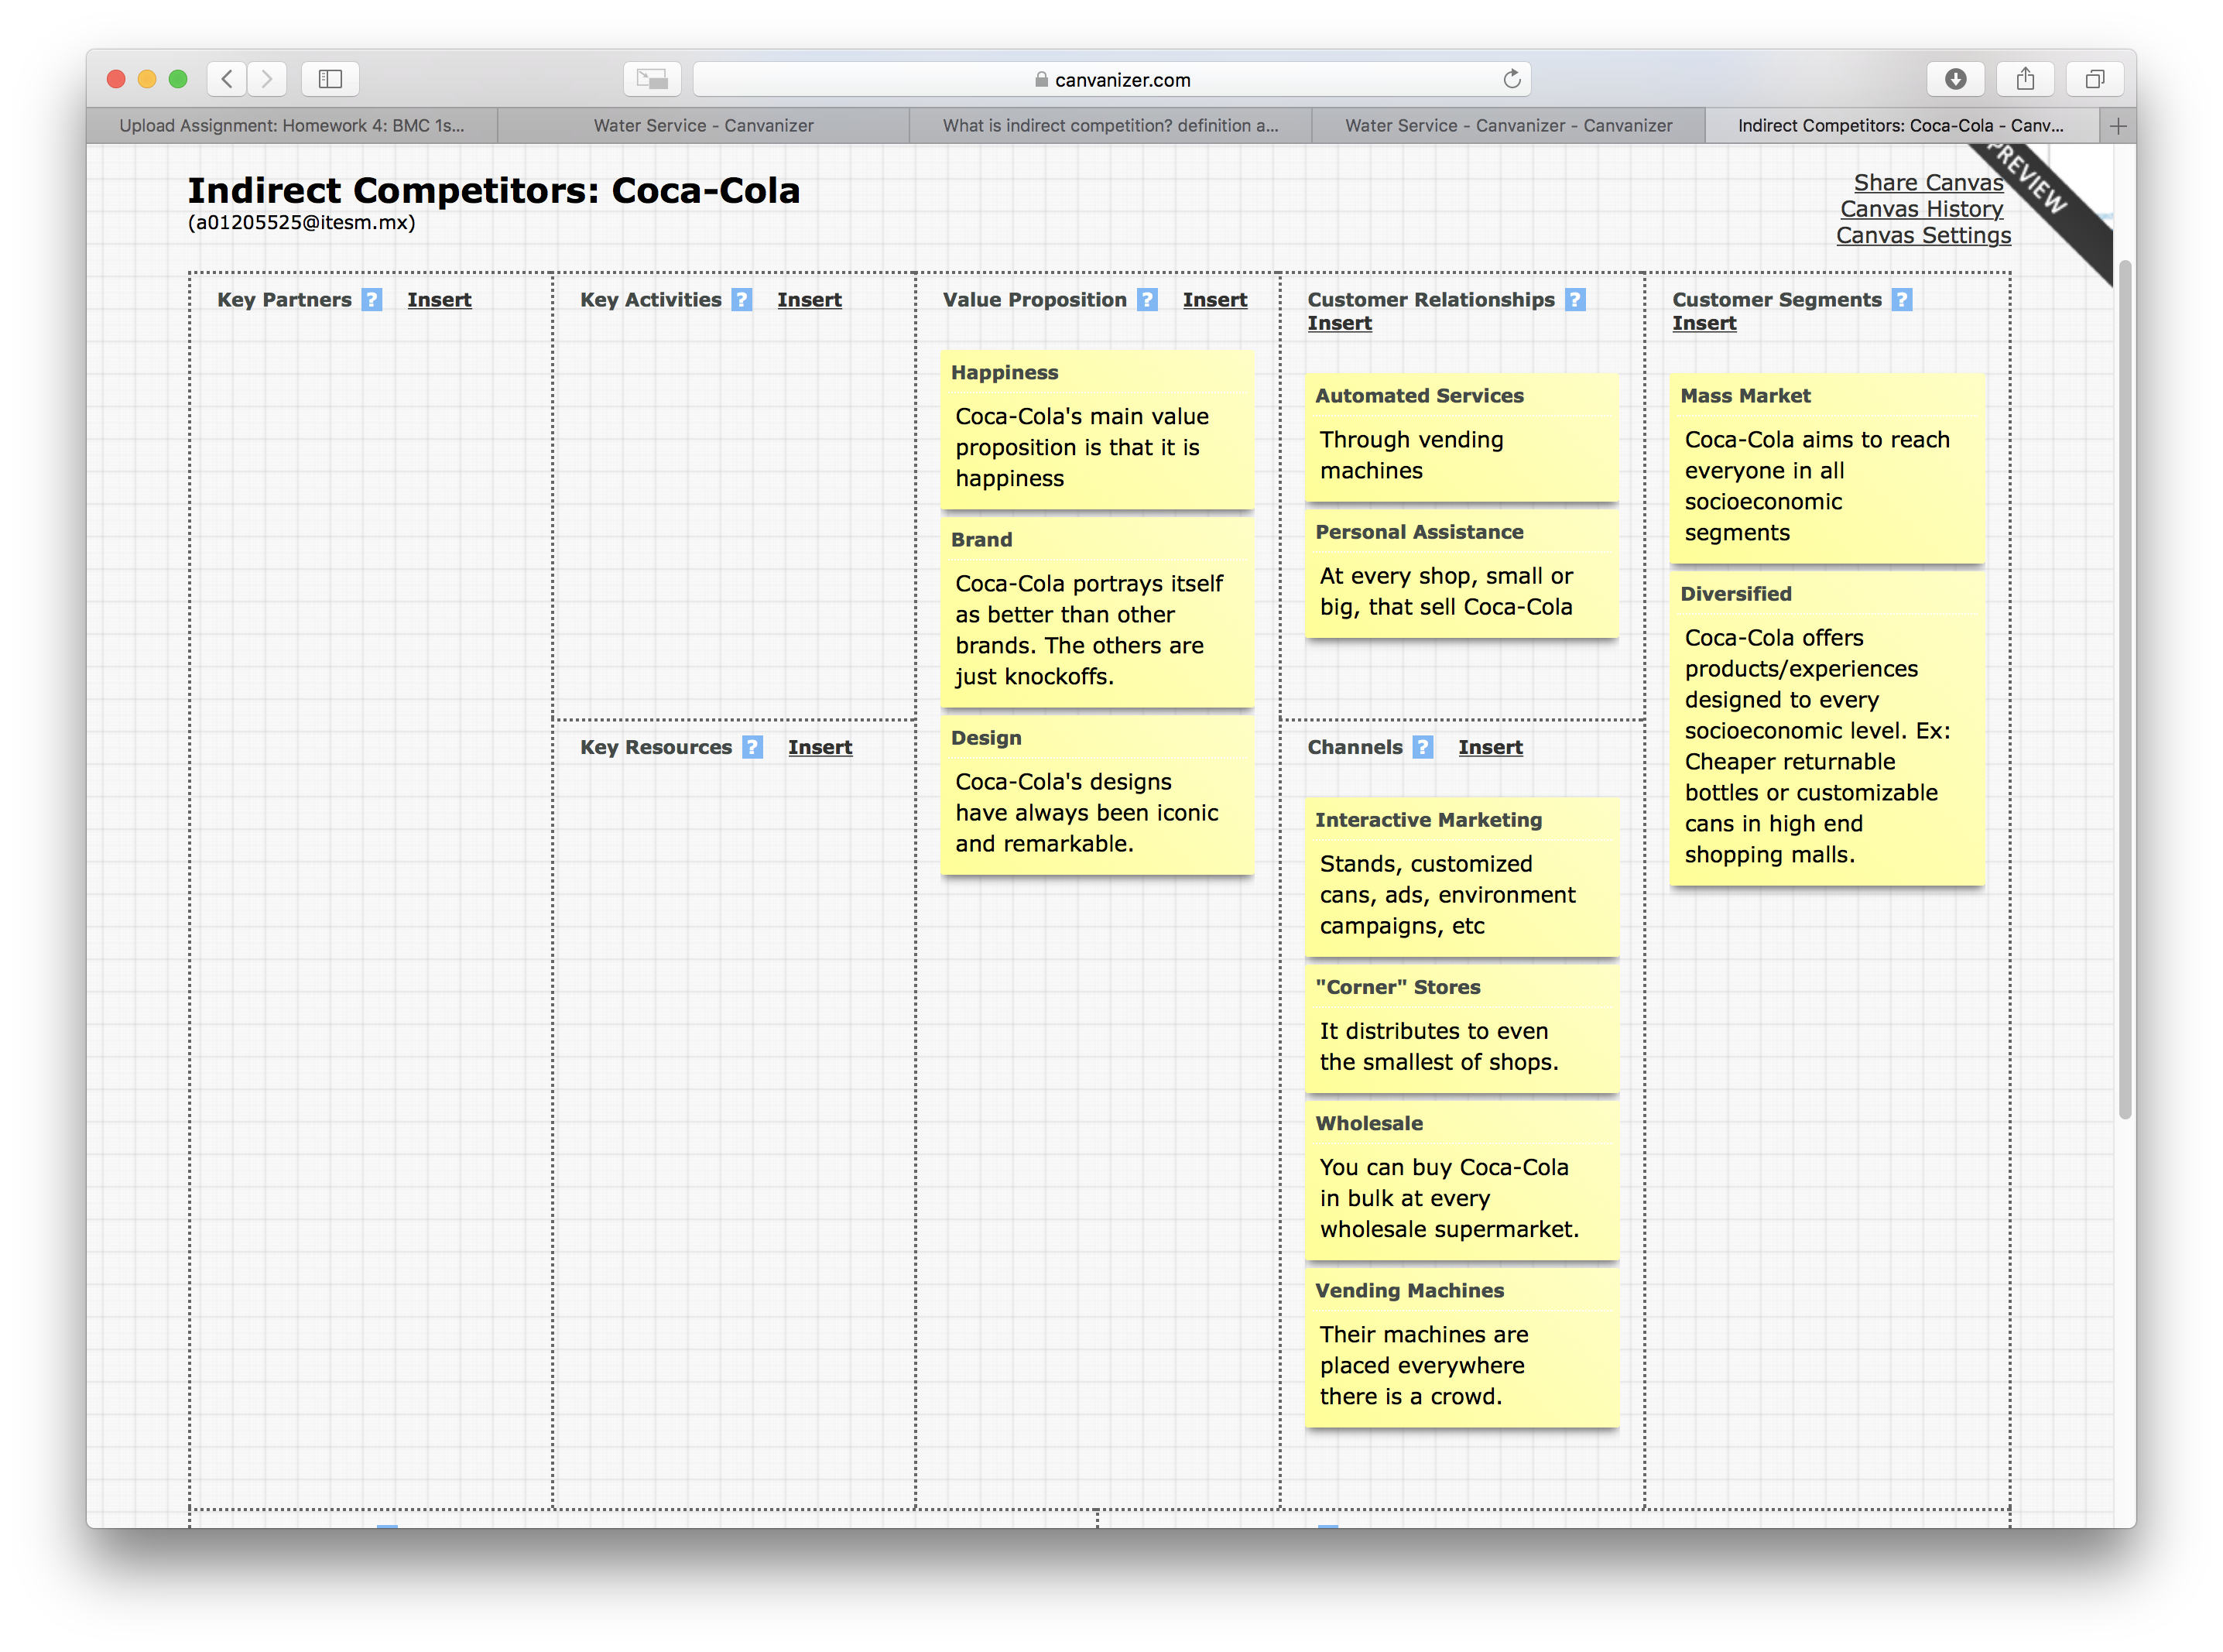 canvanizer.com
Upload Assignment: Homework 4: BMC 1s...
Water Service - Canvanizer
What is indirect competition? definition a...
Water Service - Canvanizer - Canvanizer
Indirect Competitors: Coca-Cola - Canv...
Indirect Competitors: Coca-Cola
(a01205525@itesm.mx)
Share Canvas
Canvas History
Canvas Settings
PREVIEW
Key Partners ? Insert
Key Activities ? Insert
Key Resources ? Insert
Value Proposition ? Insert
Happiness
Coca-Cola's main value
proposition is that it is
happiness
Brand
Coca-Cola portrays itself
as better than other
brands. The others are
just knockoffs.
Design
Coca-Cola's designs
have always been iconic
and remarkable.
Customer Relationships ?
Insert
Automated Services
Through vending
machines
Personal Assistance
At every shop, small or
big, that sell Coca-Cola
Channels ? Insert
Interactive Marketing
Stands, customized
cans, ads, environment
campaigns, etc
"Corner" Stores
It distributes to even
the smallest of shops.
Wholesale
You can buy Coca-Cola
in bulk at every
wholesale supermarket.
Vending Machines
Their machines are
placed everywhere
there is a crowd.
Customer Segments ?
Insert
Mass Market
Coca-Cola aims to reach
everyone in all
socioeconomic
segments
Diversified
Coca-Cola offers
products/experiences
designed to every
socioeconomic level. Ex:
Cheaper returnable
bottles or customizable
cans in high end
shopping malls.